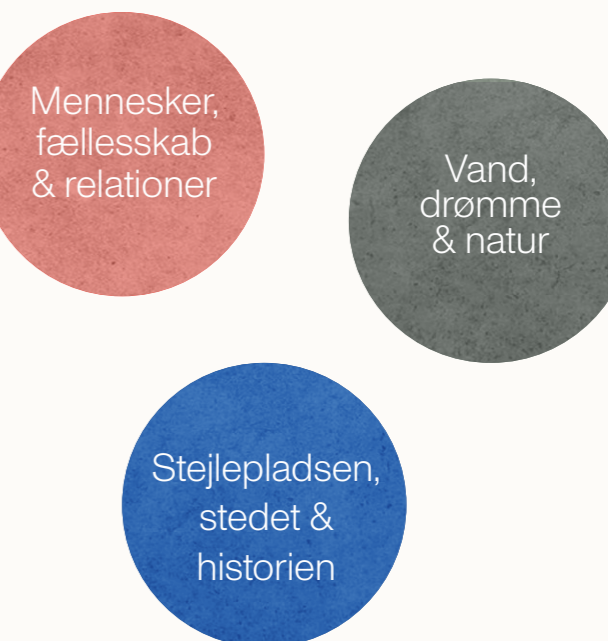 Mennesker,
fællesskab
& relationer
Vand,
drømme
& natur
Stejlepladsen,
stedet &
historien